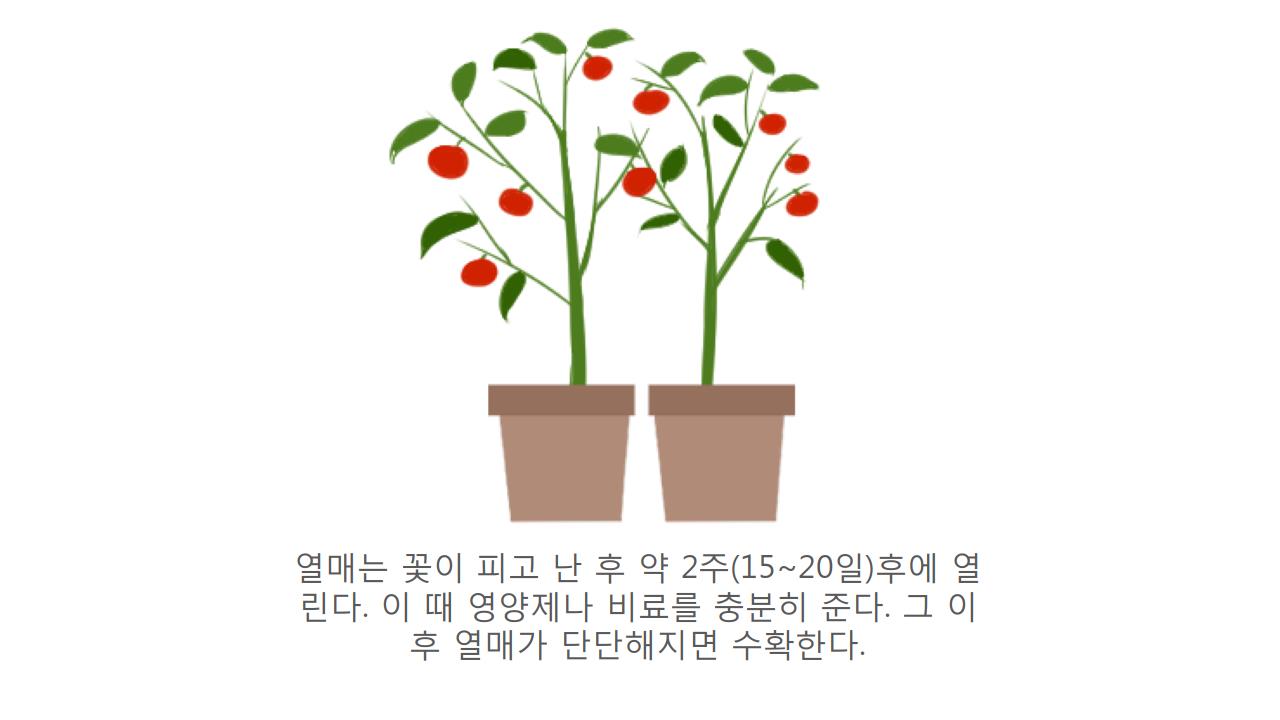 열매는 꽃이 피고 난 후 약 2주(15~20일)후에 열
린다. 이 때 영양제나 비료를 충분히 준다. 그 이
후 열매가 단단해지면 수확한다.